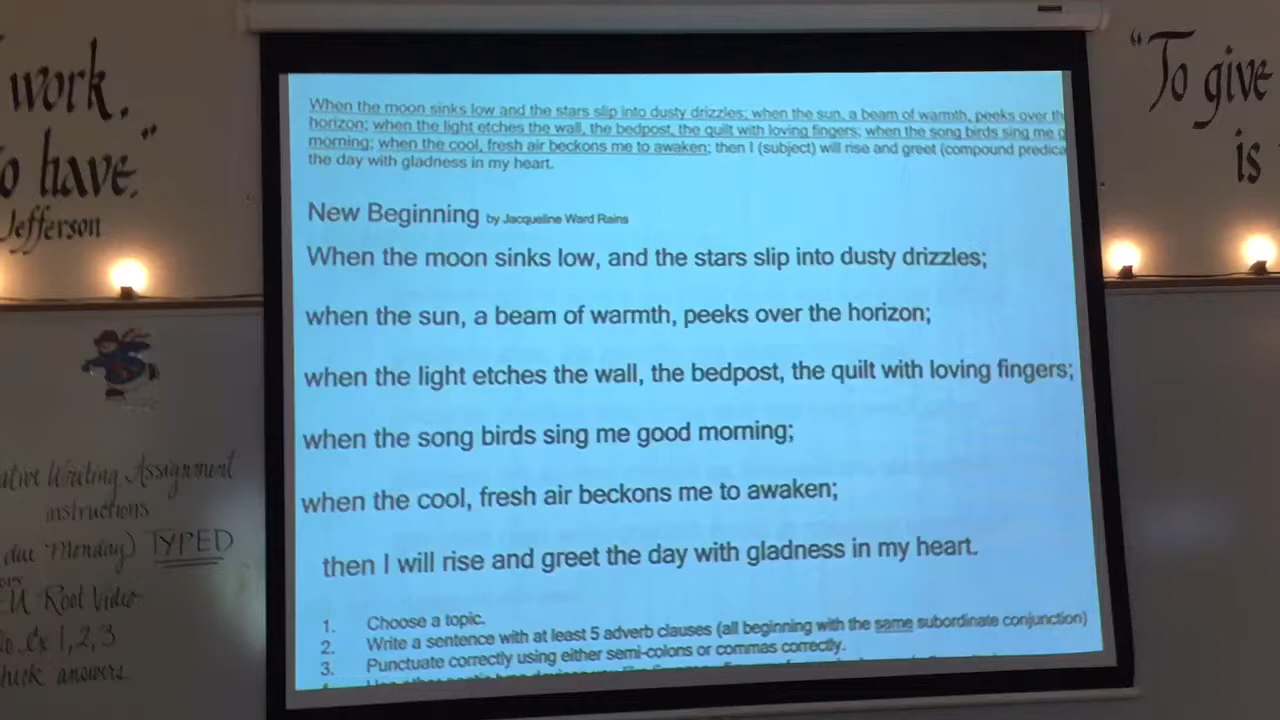 work.
to have."
Jefferson
"To give
is
When the moon sinks low and the stars slip into dusty drizzles; when the sun, a beam of warmth, peeks over th
horizon; when the light etches the wall, the bedpost, the quilt with loving fingers; when the song birds sing me g
morning; when the cool, fresh air beckons me to awaken; then I (subject) will rise and greet (compound predica
the day with gladness in my heart.
New Beginning by Jacqueline Ward Rains
When the moon sinks low, and the stars slip into dusty drizzles;
when the sun, a beam of warmth, peeks over the horizon;
when the light etches the wall, the bedpost, the quilt with loving fingers;
when the song birds sing me good morning;
when the cool, fresh air beckons me to awaken;
then I will rise and greet the day with gladness in my heart.
1. Choose a topic.
2. Write a sentence with at least 5 adverb clauses (all beginning with the same subordinate conjunction)
3. Punctuate correctly using either semi-colons or commas correctly.
ative Writing Assignment
instructions
due Monday) TYPED
Root Video
Ex 1,2,3
answers